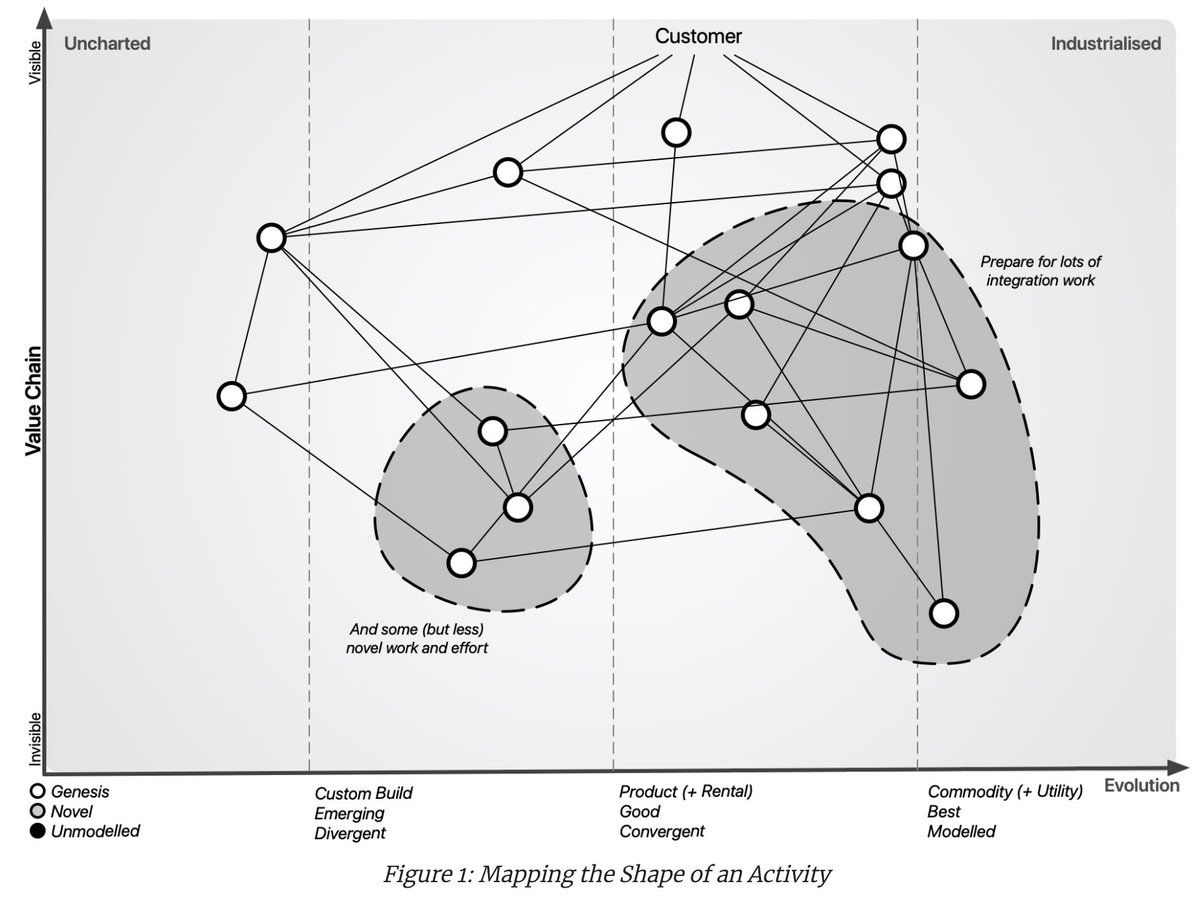 Customer
Uncharted
Industrialised
Visible
Prepare for lots of
integration work
Value Chain
And some (but less)
novel work and effort
Invisible
Evolution
Genesis
Novel
Unmodelled
Custom Build
Emerging
Divergent
Product (+ Rental)
Good
Convergent
Commodity (+ Utility)
Best
Modelled
Figure 1: Mapping the Shape of an Activity